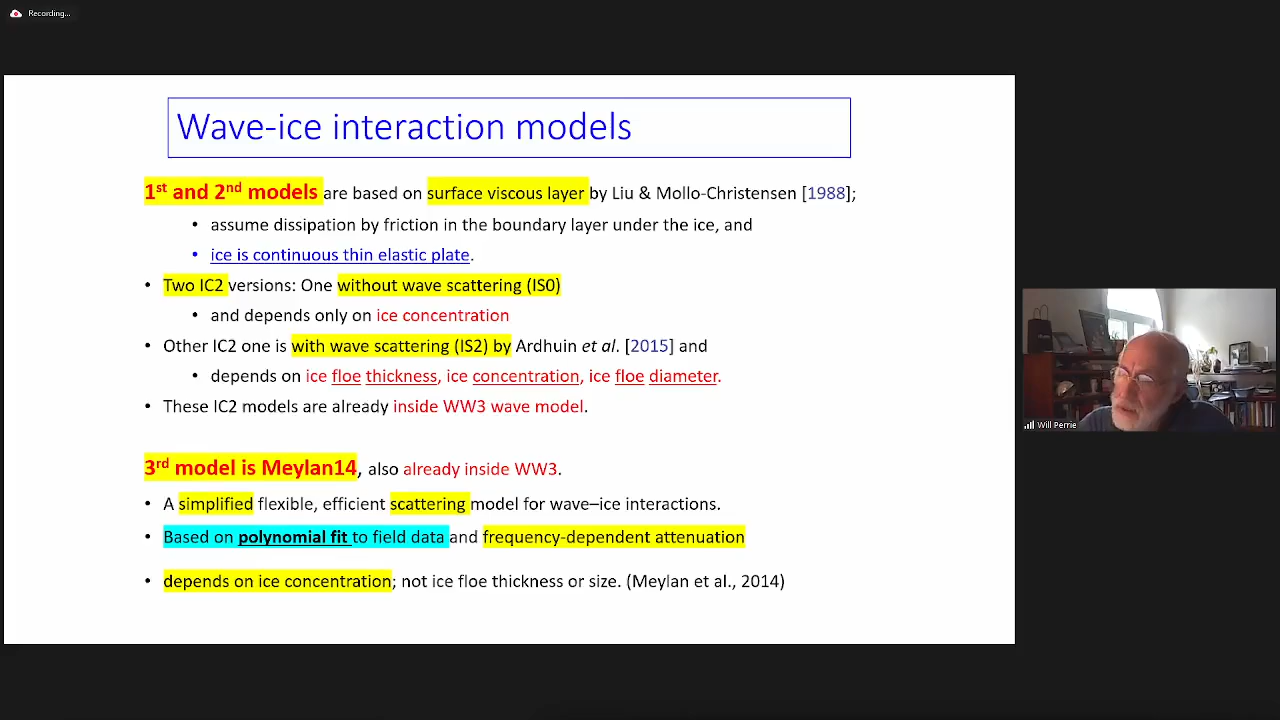 Recording...
Wave-ice interaction models
1st and 2nd models are based on surface viscous layer by Liu & Mollo-Christensen [1988];
• assume dissipation by friction in the boundary layer under the ice, and
• ice is continuous thin elastic plate.
• Two IC2 versions: One without wave scattering (IS0)
• and depends only on ice concentration
• Other IC2 one is with wave scattering (IS2) by Ardhuin et al. [2015] and
• depends on ice floe thickness, ice concentration, ice floe diameter.
• These IC2 models are already inside WW3 wave model.
3rd model is Meylan14, also already inside WW3.
• A simplified flexible, efficient scattering model for wave–ice interactions.
• Based on polynomial fit to field data and frequency-dependent attenuation
• depends on ice concentration; not ice floe thickness or size. (Meylan et al., 2014)
Will Perrie